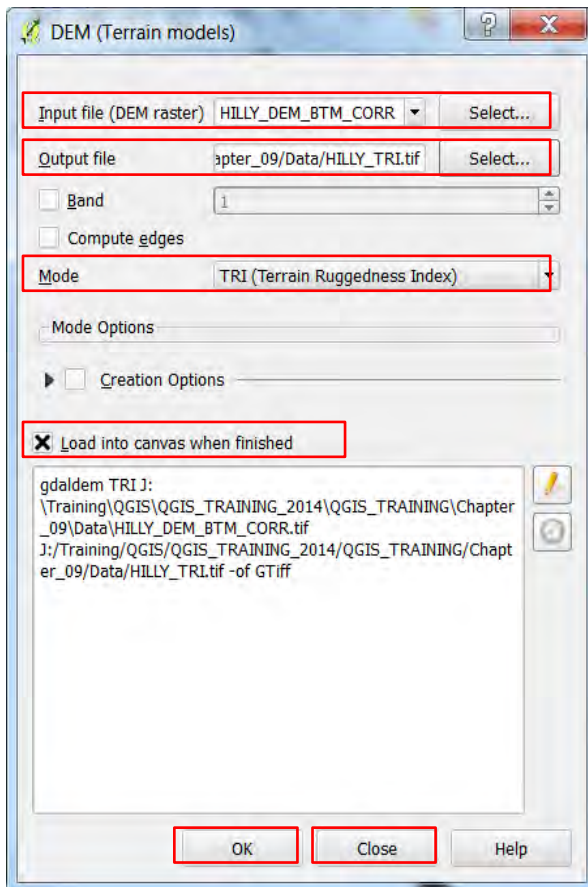 DEM (Terrain models)
Input file (DEM raster) HILLY_DEM_BTM_CORR Select...
Output file apter_09/Data/HILLY_TRI.tif Select...
Band 1
Compute edges
Mode TRI (Terrain Ruggedness Index)
Mode Options
Creation Options
Load into canvas when finished
gdaldem TRI J:
\Training\QGIS\QGIS_TRAINING_2014\QGIS_TRAINING\Chapter
_09\Data\HILLY_DEM_BTM_CORR.tif
J:/Training/QGIS/QGIS_TRAINING_2014/QGIS_TRAINING/Chapt
er_09/Data/HILLY_TRI.tif -of GTiff
OK Close Help